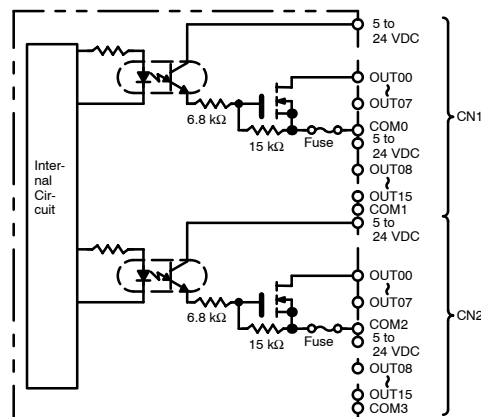 5 to
24 VDC
OUT00
OUT07
6.8 kΩ
COM0
15 kΩ
Fuse
5 to
24 VDC
CN1
OUT08
Inter-
nal
Cir-
cuit
OUT15
COM1
5 to
24 VDC
OUT00
OUT07
6.8 kΩ
COM2
15 kΩ
Fuse
5 to
24 VDC
CN2
OUT08
OUT15
COM3